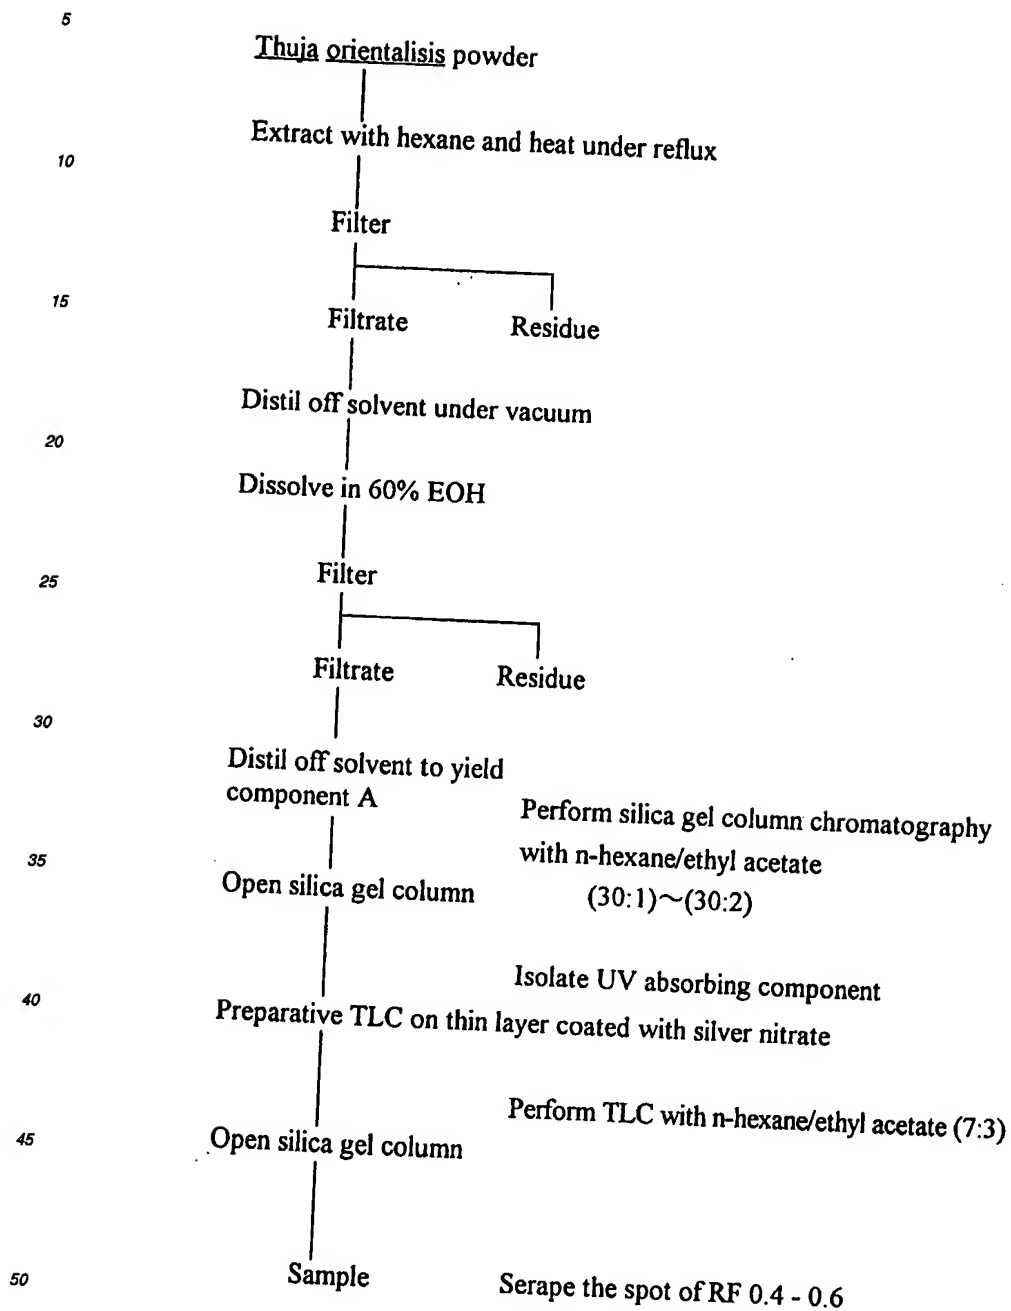 5
Thuja orientalisis powder
Extract with hexane and heat under reflux
10
Filter
15
Filtrate Residue
Distil off solvent under vacuum
20
Dissolve in 60% EOH
25
Filter
Filtrate Residue
30
Distil off solvent to yield
component A
Perform silica gel column chromatography
with n-hexane/ethyl acetate
35
Open silica gel column
(30:1)~(30:2)
Isolate UV absorbing component
40
Preparative TLC on thin layer coated with silver nitrate
Perform TLC with n-hexane/ethyl acetate (7:3)
45
Open silica gel column
50
Sample
Serape the spot of RF 0.4 - 0.6